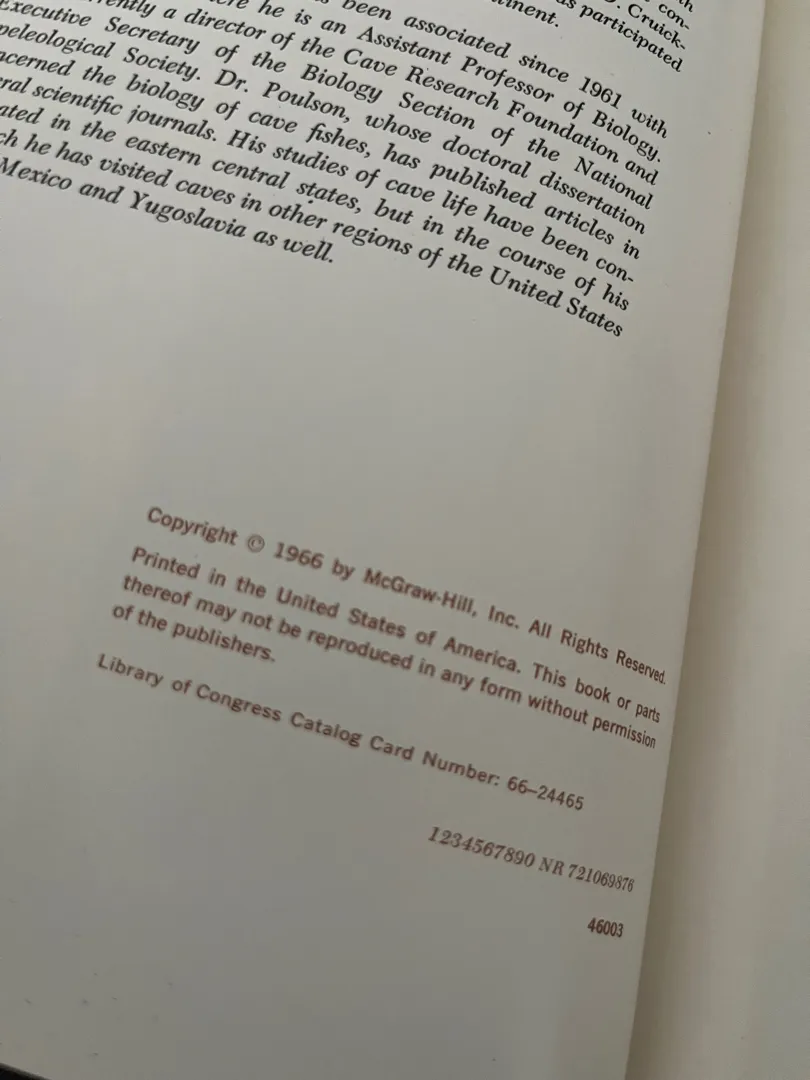 con-
D. Cruick-
as participated
tinent.
been associated since 1961 with
he is an Assistant Professor of Biology.
a director of the Cave Research Foundation and
Executive Secretary of the Biology Section of the National
peleological Society. Dr. Poulson, whose doctoral dissertation
ncerned the biology of cave fishes, has published articles in
ral scientific journals. His studies of cave life have been con-
ated in the eastern central states, but in the course of his
ch he has visited caves in other regions of the United States
Mexico and Yugoslavia as well.
Copyright © 1966 by McGraw-Hill, Inc. All Rights Reserved.
Printed in the United States of America. This book or parts
thereof may not be reproduced in any form without permission
of the publishers.
Library of Congress Catalog Card Number: 66–24465
1234567890 NR 721069876
46003